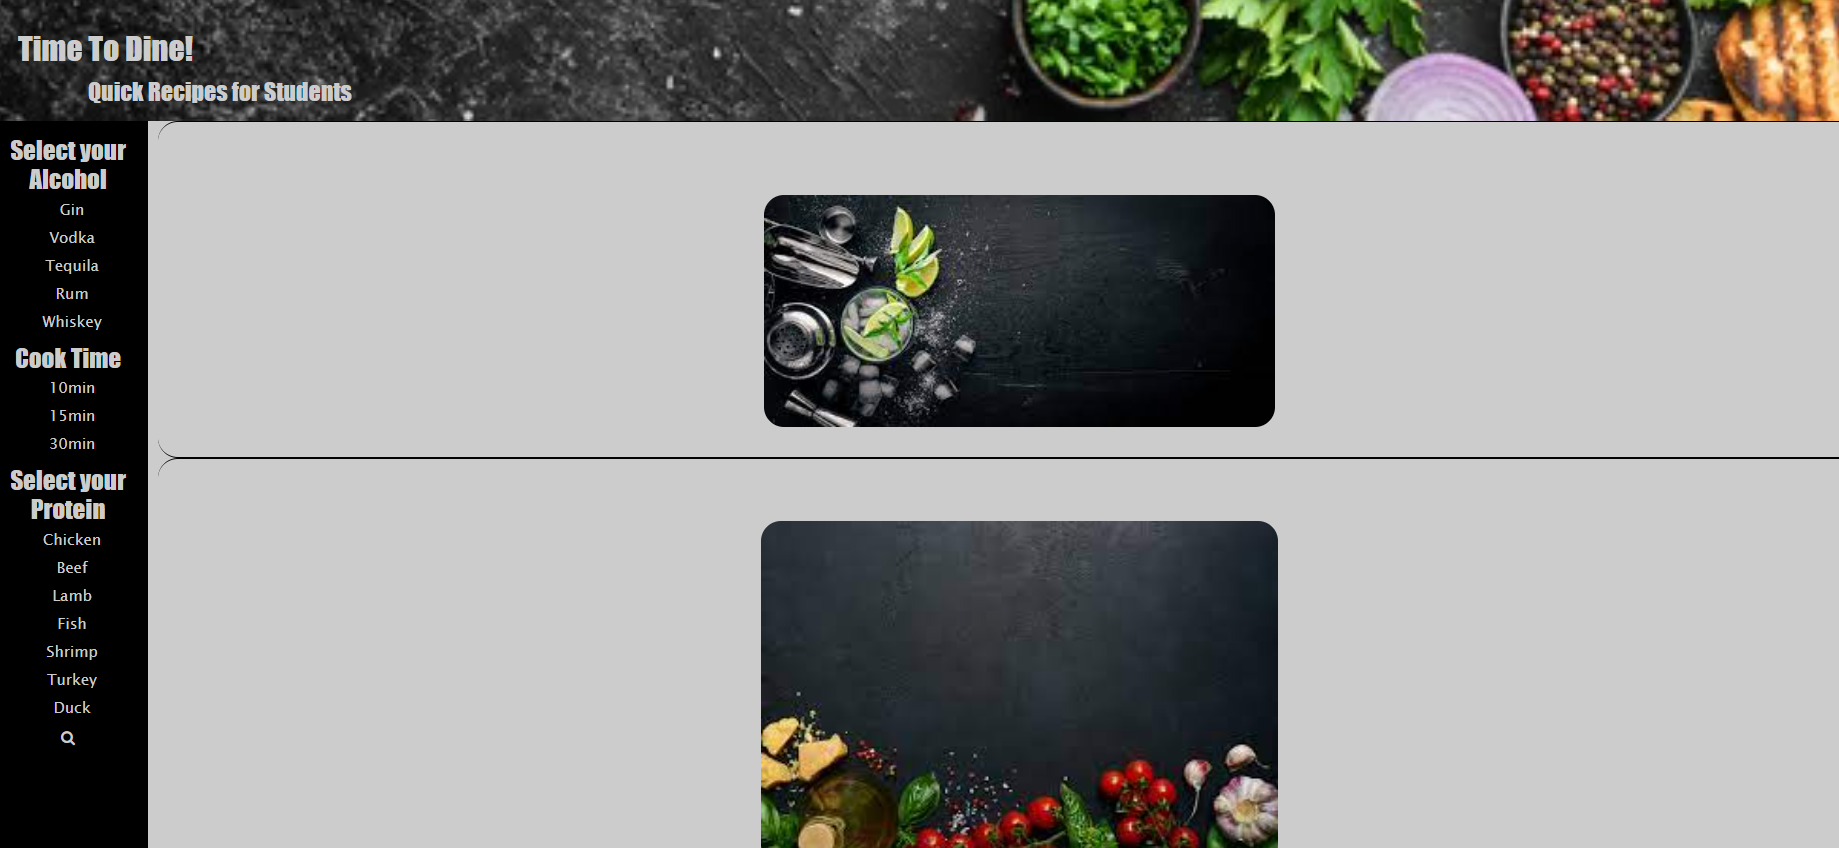 Time To Dine!
Quick Recipes for Students
Select your
Alcohol
Gin
Vodka
Tequila
Rum
Whiskey
Cook Time
10min
15min
30min
Select your
Protein
Chicken
Beef
Lamb
Fish
Shrimp
Turkey
Duck